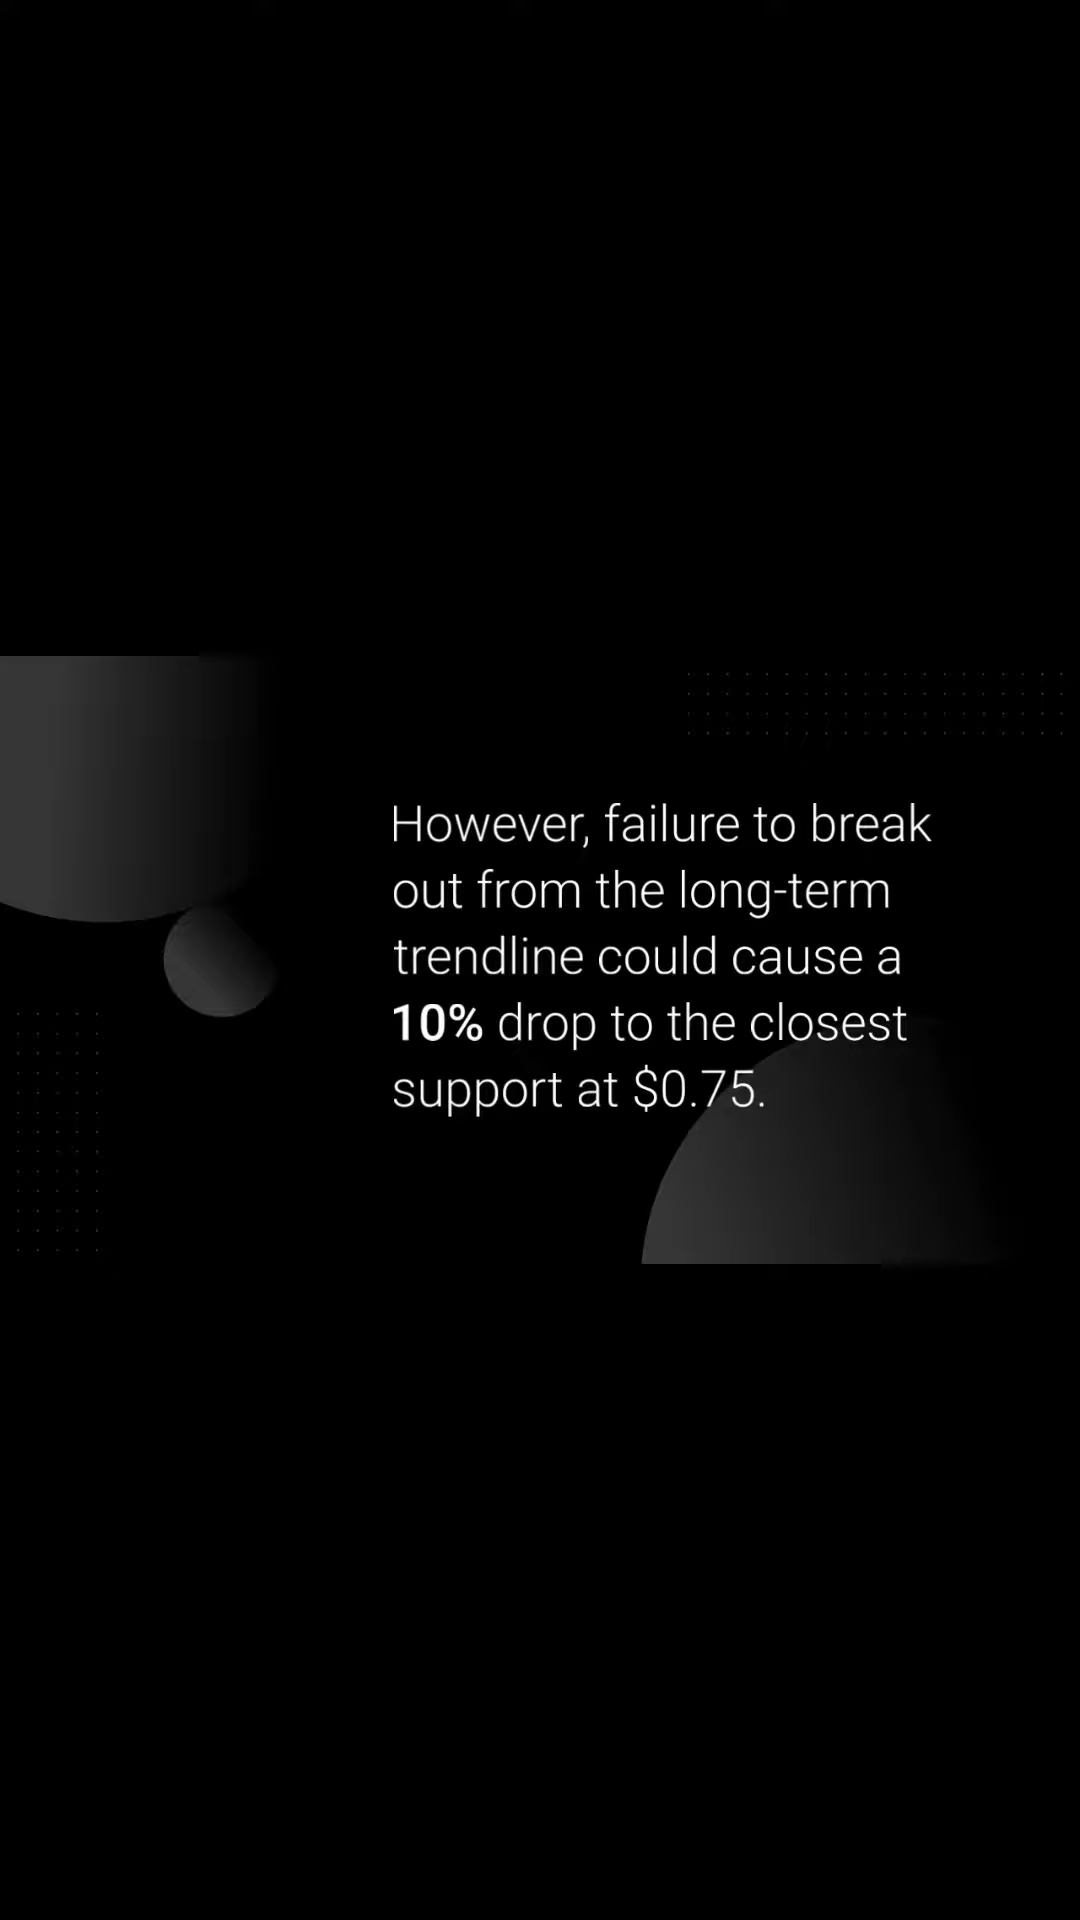 However, failure to break
out from the long-term
trendline could cause a
10% drop to the closest
support at $0.75.